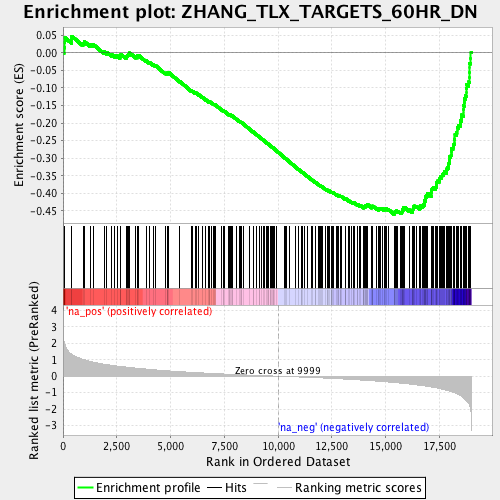 Enrichment plot: ZHANG_TLX_TARGETS_60HR_DN
Enrichment score (ES)
0.05
0.00
-0.05
-0.10
-0.15
-0.20
-0.25
-0.30
-0.35
-0.40
-0.45
'na_pos' (positively correlated)
Ranked list metric (PreRanked)
4
3
2
1
0
-1
-2
-3
Zero cross at 9999
'na_neg' (negatively correlated)
0
2,500
5,000
7,500
10,000
12,500
15,000
17,500
Rank in Ordered Dataset
Enrichment profile
Hits
Ranking metric scores